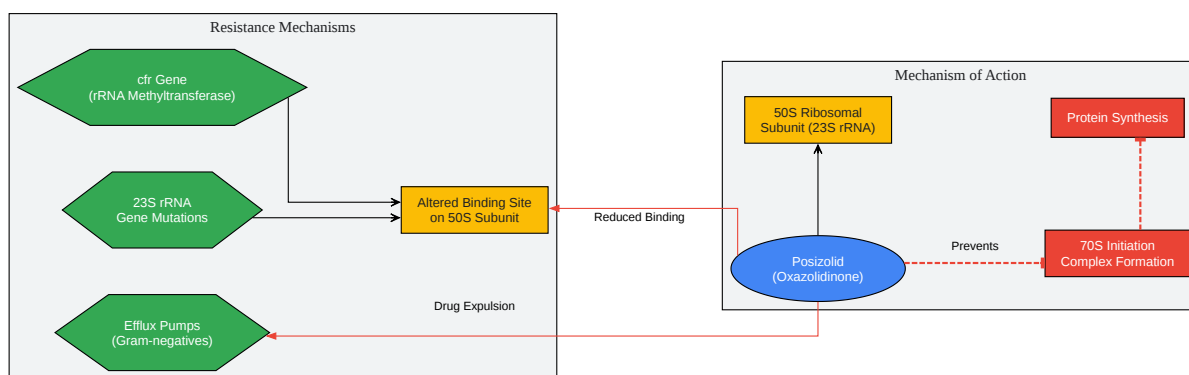 Resistance Mechanisms
cfr Gene
(rRNA Methyltransferase)
23S rRNA
Gene Mutations
Altered Binding Site
on 50S Subunit
Efflux Pumps
(Gram-negatives)
Reduced Binding
Drug Expulsion
Mechanism of Action
50S Ribosomal
Subunit (23S rRNA)
Protein Synthesis
Posizolid
(Oxazolidinone)
Prevents
70S Initiation
Complex Formation